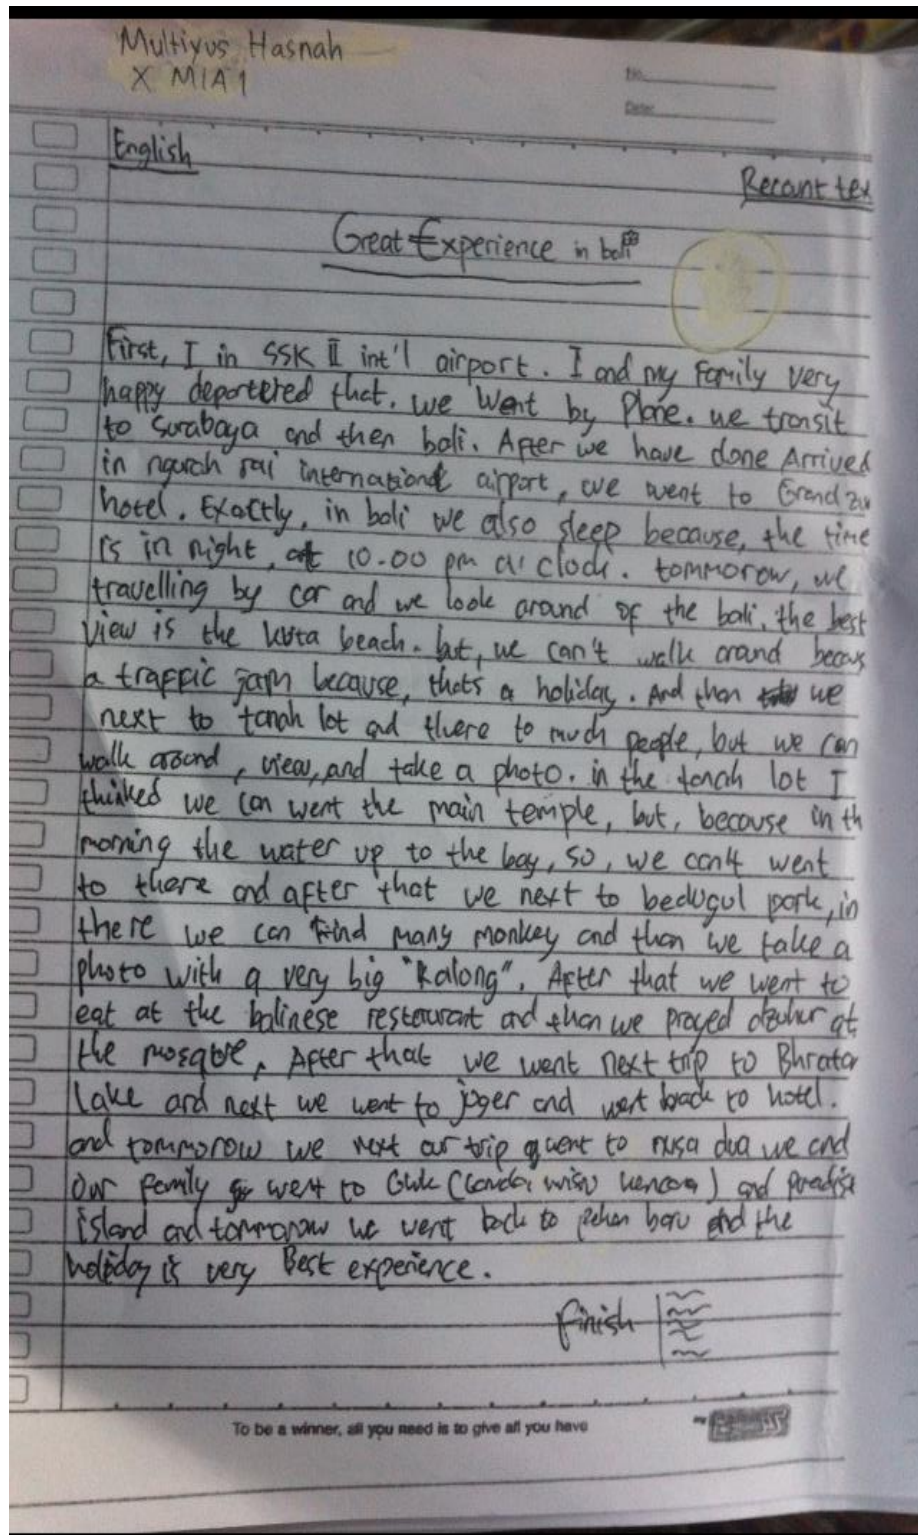 Multiyus Hasnah
X MIA 1
No.
Date:
English
Recount tex
Great Experience in bali
First, I in SSK II int'l airport. I and my Family very
happy deportered that. we Went by Plane. we transit
to Surabaya and then bali. After we have done Arrived
in ngurah rai international airport, we went to Grand zu
hotel. Exactly, in bali we also sleep because, the time
is in night, at 10.00 pm o'clock. tommorow, we
travelling by car and we look around of the bali, the best
view is the kuta beach. but, we can't walk around becaus
a traffic jam because, thats a holiday. And then we
next to tanah lot and there to much people, but we can
walk around, view, and take a photo. in the tanah lot I
thinked we can went the main temple, but, because in th
morning the water up to the bay, so, we can't went
to there and after that we next to bedugul park, in
there we can find many monkey and than we take a
photo with a very big "kalong". After that we went to
eat at the balinese restaurant and than we prayed dzuhur at
the mosque. After that we went next trip to Bhratan
lake and next we went to joger and went back to hotel.
and tommorow we next our trip went to nusa dua we and
our family went to Gwk (Garuda wisnu kencana) and paradise
island and tommorow we went back to pekan baru and the
holiday is very Best experience.
finish
To be a winner, all you need is to give all you have